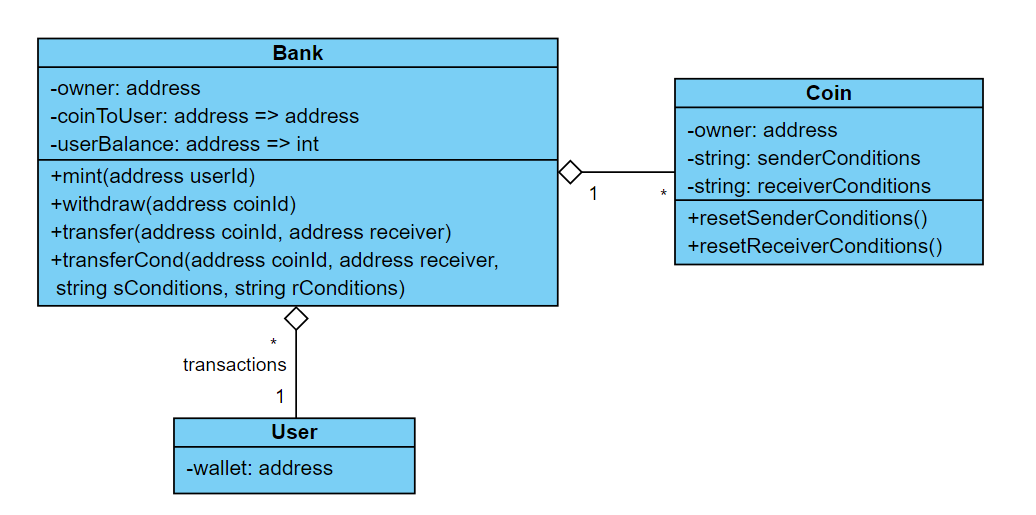 Bank
-owner: address
-coinToUser: address => address
-userBalance: address => int
+mint(address userId)
+withdraw(address coinId)
+transfer(address coinId, address receiver)
+transferCond(address coinId, address receiver,
string sConditions, string rConditions)
1
*
Coin
-owner: address
-string: senderConditions
-string: receiverConditions
+resetSenderConditions()
+resetReceiverConditions()
*
transactions
1
User
-wallet: address